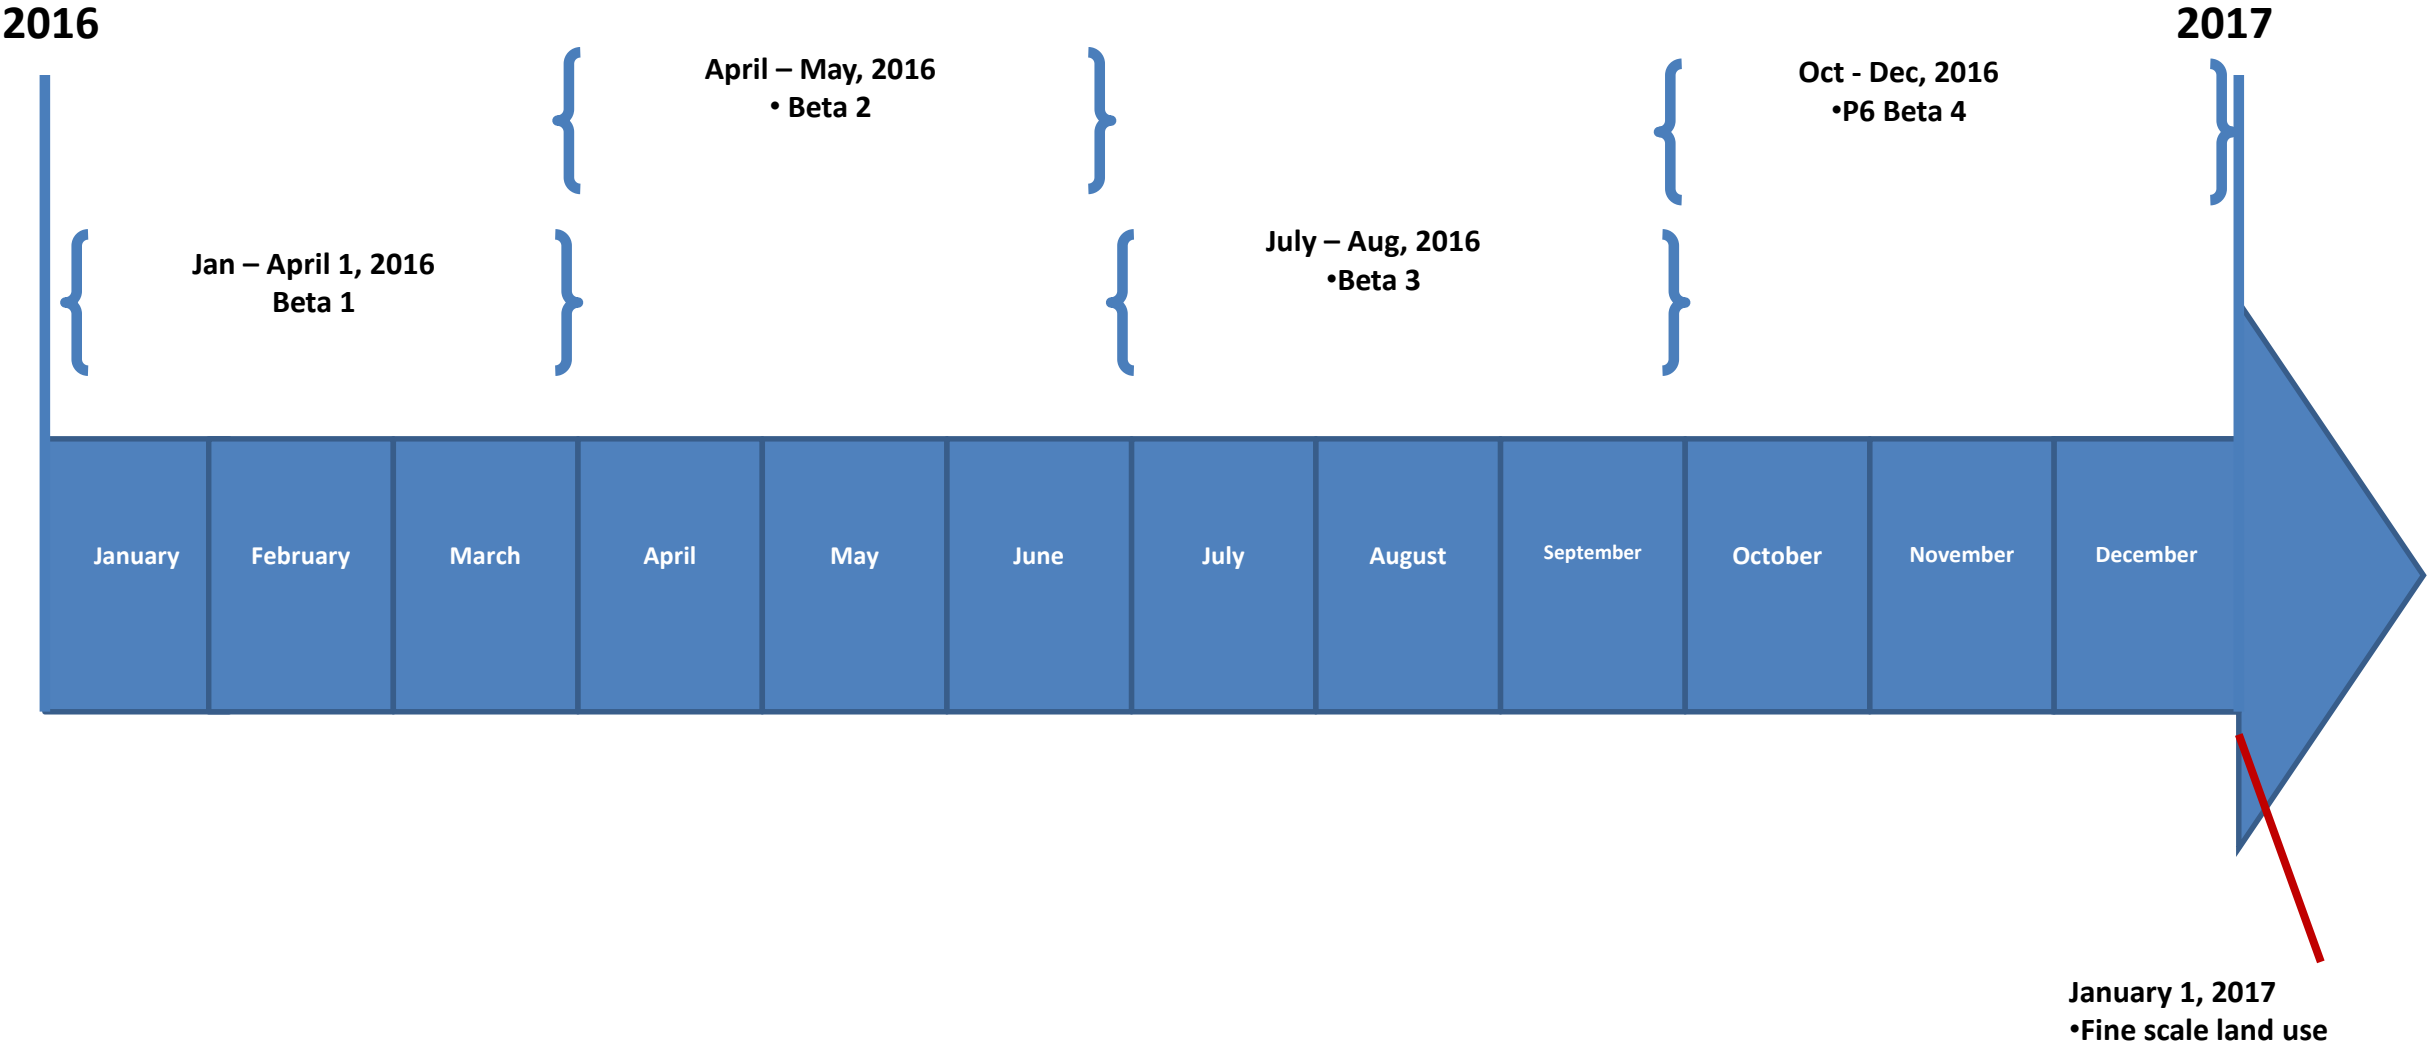 2016
2017
April – May, 2016
• Beta 2
Oct - Dec, 2016
•P6 Beta 4
Jan – April 1, 2016
Beta 1
July – Aug, 2016
•Beta 3
January
February
March
April
May
June
July
August
September
October
November
December
January 1, 2017
•Fine scale land use